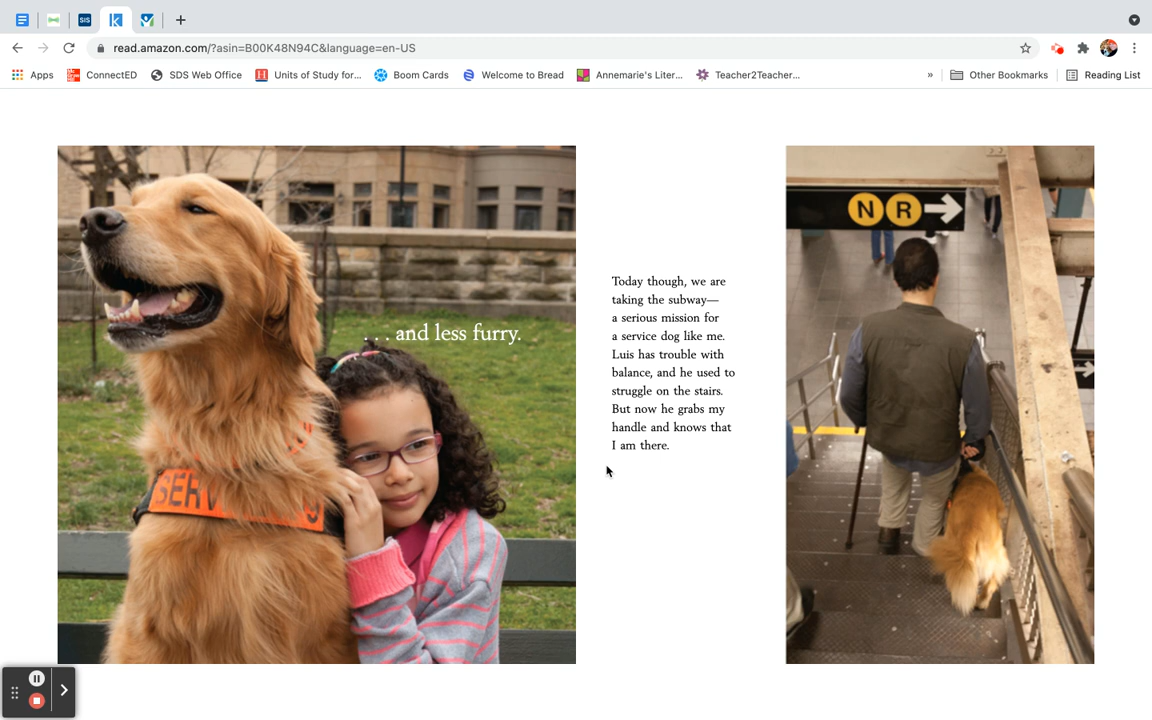 SIS
read.amazon.com/?asin=B00K48N94C&language=en-US
Apps
ConnectED
SDS Web Office
Units of Study for...
Boom Cards
Welcome to Bread
Annemarie's Liter...
Teacher2Teacher...
»
Other Bookmarks
Reading List
. . . and less furry.
SERV
Today though, we are
taking the subway—
a serious mission for
a service dog like me.
Luis has trouble with
balance, and he used to
struggle on the stairs.
But now he grabs my
handle and knows that
I am there.
N R